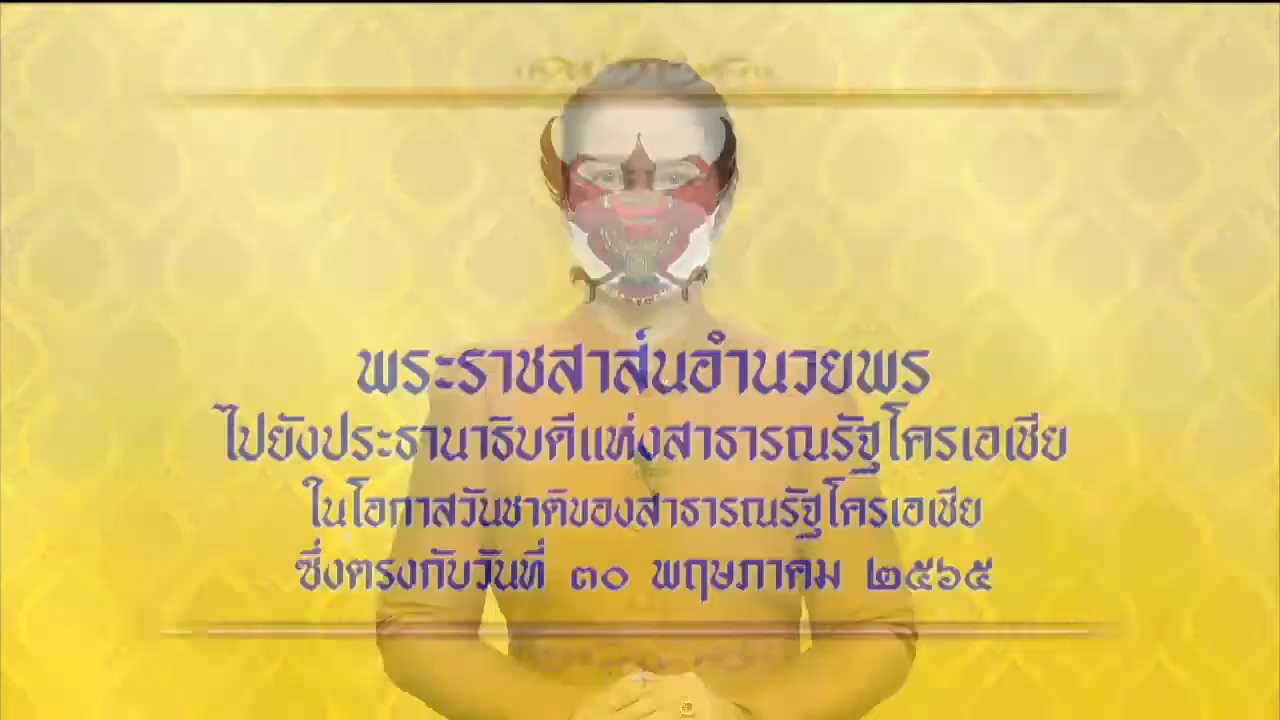 พระราชสาส์นอำนวยพร
ไปยังประธานาธิบดีแห่งสาธารณรัฐโครเอเชีย
ในโอกาสวันชาติของสาธารณรัฐโครเอเชีย
ซึ่งตรงกับวันที่ ๓๐ พฤษภาคม ๒๕๖๕